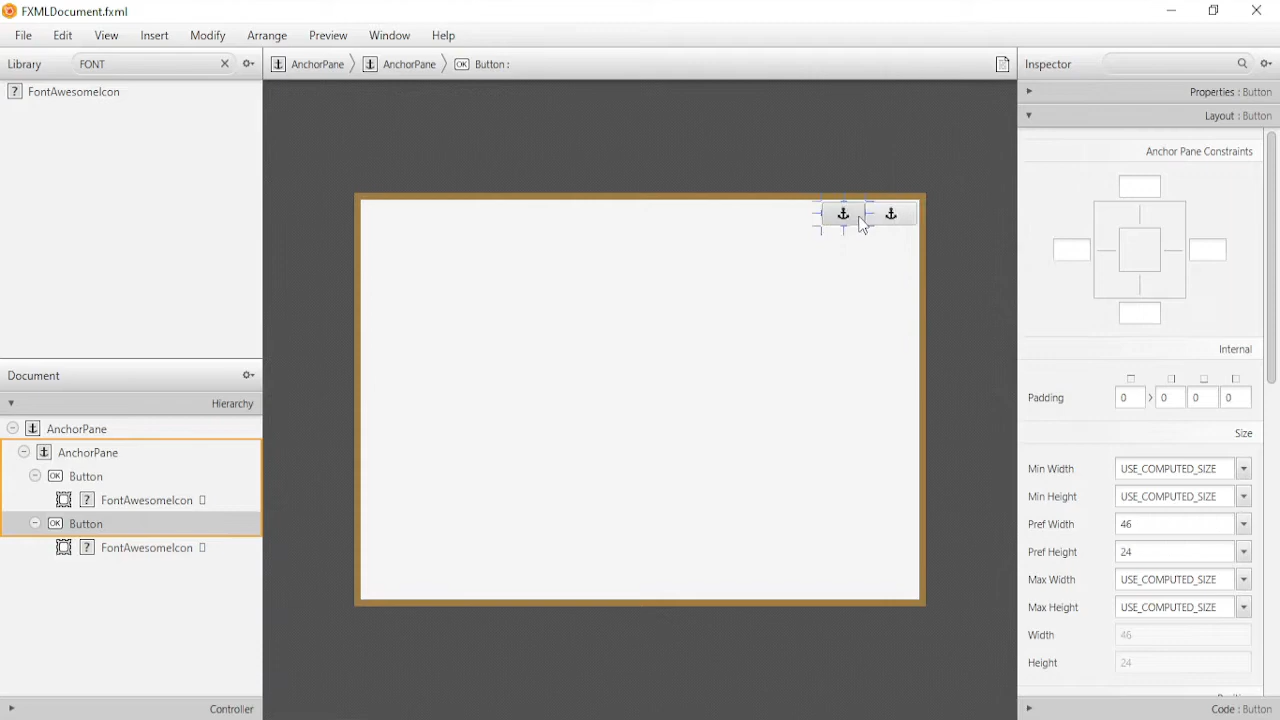 FXMLDocument.fxml
File Edit View Insert Modify Arrange Preview Window Help
Library FONT
AnchorPane AnchorPane OK Button :
Inspector
? FontAwesomeIcon
Properties : Button
Layout : Button
Anchor Pane Constraints
Internal
Padding 0 0 0 0
Size
Min Width USE_COMPUTED_SIZE
Min Height USE_COMPUTED_SIZE
Pref Width 46
Pref Height 24
Max Width USE_COMPUTED_SIZE
Max Height USE_COMPUTED_SIZE
Width 46
Height 24
Code : Button
Document
Hierarchy
AnchorPane
AnchorPane
OK Button
? FontAwesomeIcon
OK Button
? FontAwesomeIcon
Controller